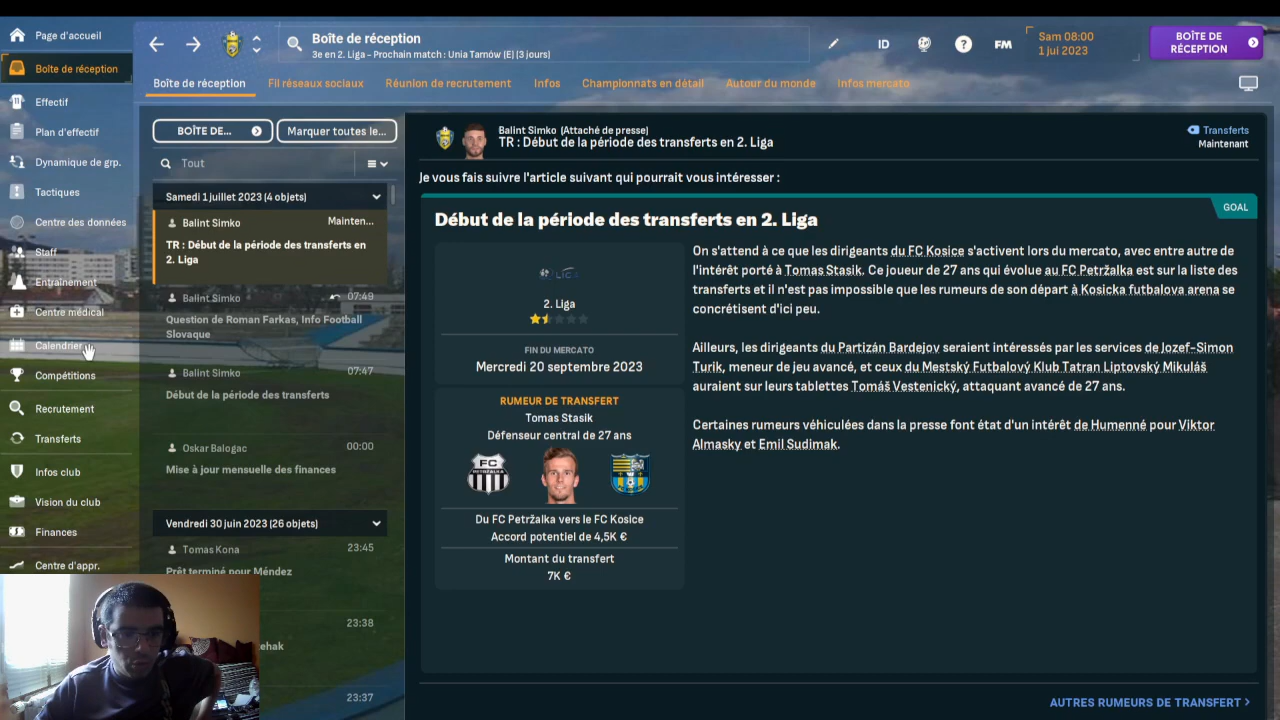 Page d'accueil
Boîte de réception
Effectif
Plan d'effectif
Dynamique de grp.
Tactiques
Centre des données
Staff
Entraînement
Centre médical
Calendrier
Compétitions
Recrutement
Transferts
Infos club
Vision du club
Finances
Centre d'appr.
Boîte de réception
3e en 2. Liga - Prochain match : Unia Tarnów (E) (3 jours)
ID
?
FM
Sam 08:00
1 jui 2023
BOÎTE DE
RÉCEPTION
Boîte de réception
Fil réseaux sociaux
Réunion de recrutement
Infos
Championnats en détail
Autour du monde
Infos mercato
BOÎTE DE...
Marquer toutes le...
Tout
Samedi 1 juillet 2023 (4 objets)
Balint Simko Mainten...
TR : Début de la période des transferts en
2. Liga
Balint Simko 07:49
Question de Roman Farkas, Info Football
Slovaque
Balint Simko 07:47
Début de la période des transferts
Oskar Balogac 00:00
Mise à jour mensuelle des finances
Vendredi 30 juin 2023 (26 objets)
Tomas Kona 23:45
Prêt terminé pour Méndez
23:38
23:37
Balint Simko (Attaché de presse)
TR : Début de la période des transferts en 2. Liga
Transferts
Maintenant
Je vous fais suivre l'article suivant qui pourrait vous intéresser :
GOAL
Début de la période des transferts en 2. Liga
2. Liga
FIN DU MERCATO
Mercredi 20 septembre 2023
RUMEUR DE TRANSFERT
Tomas Stasik
Défenseur central de 27 ans
Du FC Petržalka vers le FC Kosice
Accord potentiel de 4,5K €
Montant du transfert
7K €
On s'attend à ce que les dirigeants du FC Kosice s'activent lors du mercato, avec entre autre de
l'intérêt porté à Tomas Stasik. Ce joueur de 27 ans qui évolue au FC Petržalka est sur la liste des
transferts et il n'est pas impossible que les rumeurs de son départ à Kosicka futbalova arena se
concrétisent d'ici peu.
Ailleurs, les dirigeants du Partizán Bardejov seraient intéressés par les services de Jozef-Simon
Turik, meneur de jeu avancé, et ceux du Mestský Futbalový Klub Tatran Liptovský Mikuláš
auraient sur leurs tablettes Tomáš Vestenický, attaquant avancé de 27 ans.
Certaines rumeurs véhiculées dans la presse font état d'un intérêt de Humenné pour Viktor
Almasky et Emil Sudimak.
AUTRES RUMEURS DE TRANSFERT >